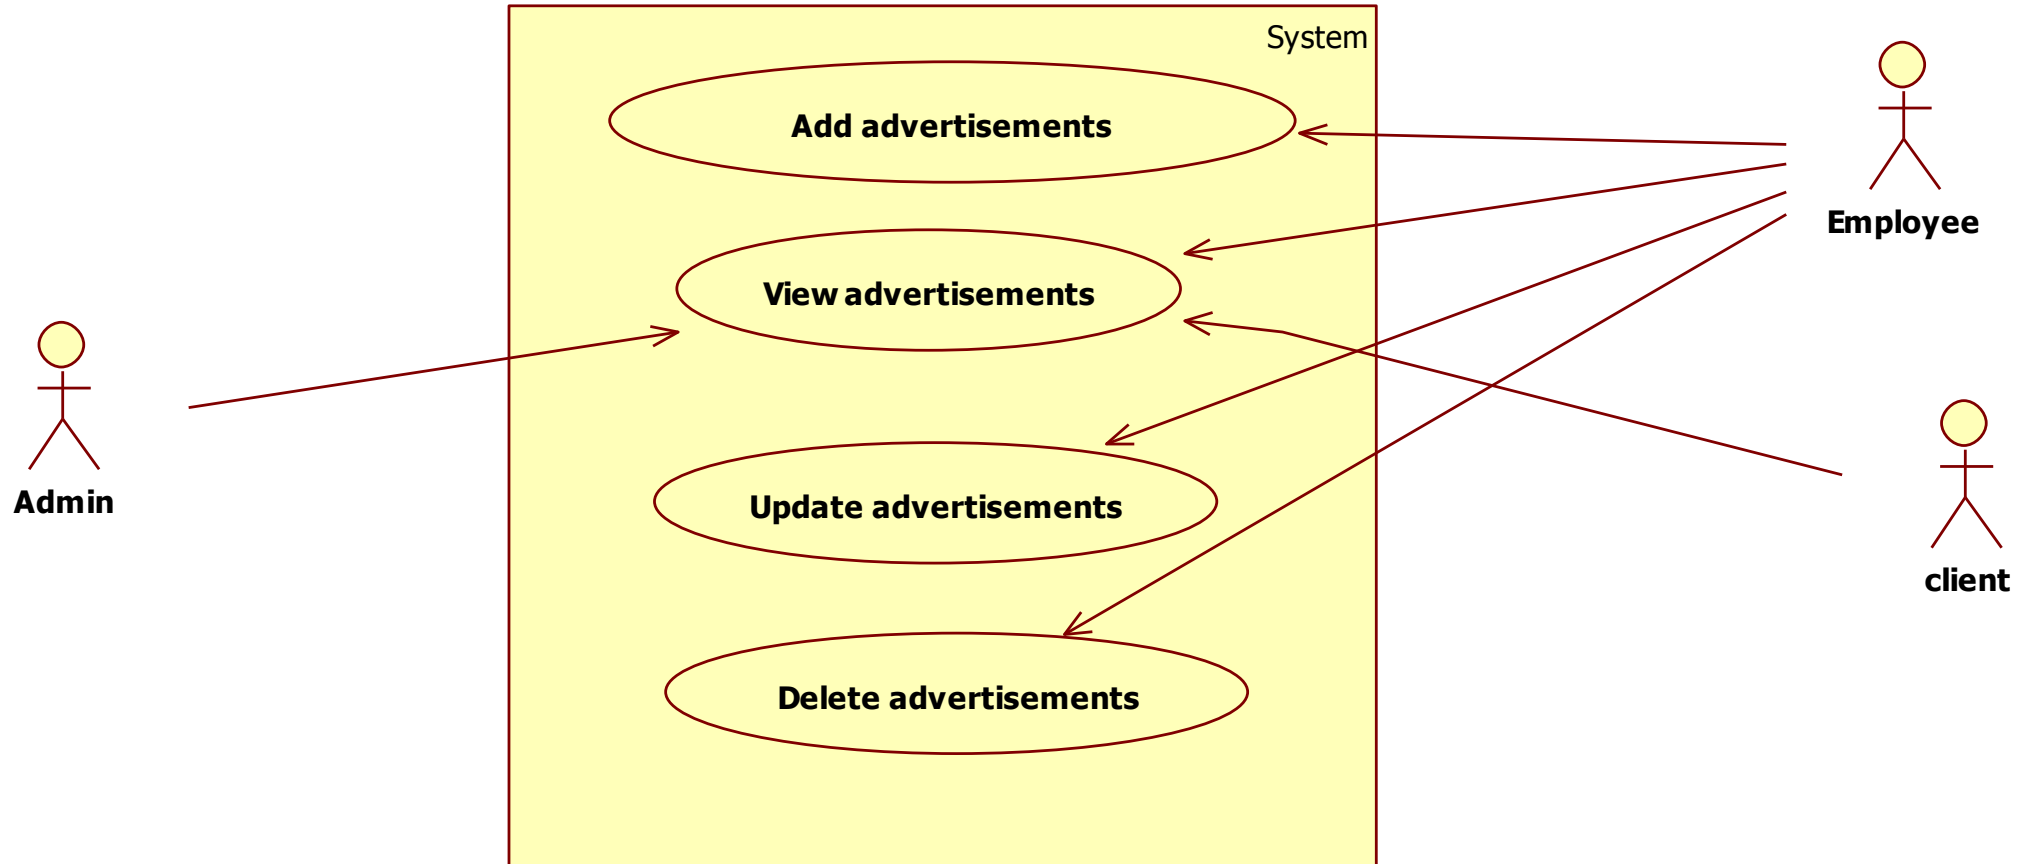 System
Add advertisements
Employee
View advertisements
Admin
Update advertisements
client
Delete advertisements